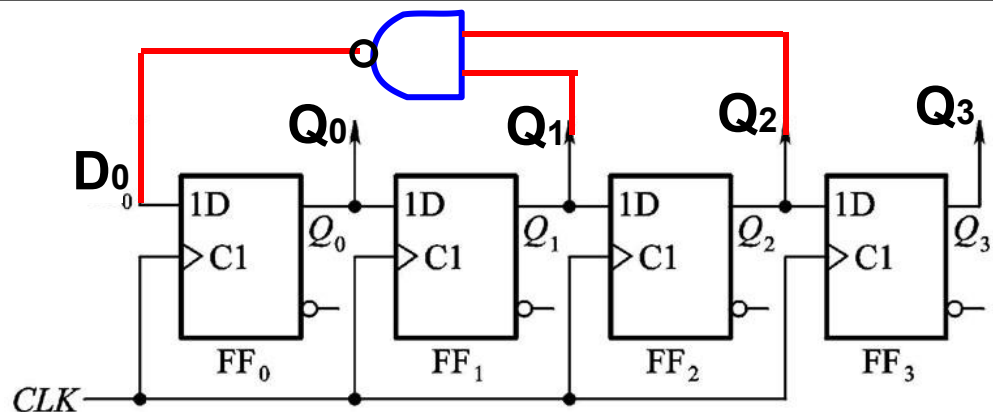 Q0 Q1 Q2 Q3
D0
0 1D Q0 1D Q1 1D Q2 1D Q3
C1 C1 C1 C1
FF0 FF1 FF2 FF3
CLK